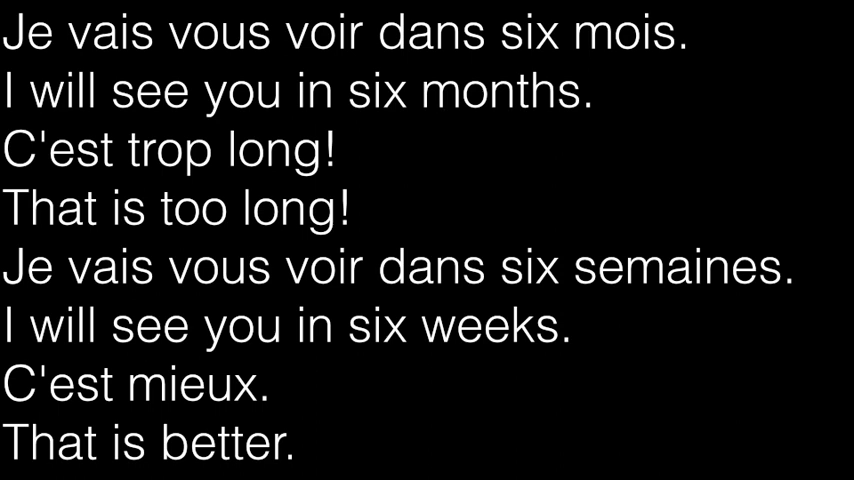 Je vais vous voir dans six mois.
I will see you in six months.
C'est trop long!
That is too long!
Je vais vous voir dans six semaines.
I will see you in six weeks.
C'est mieux.
That is better.